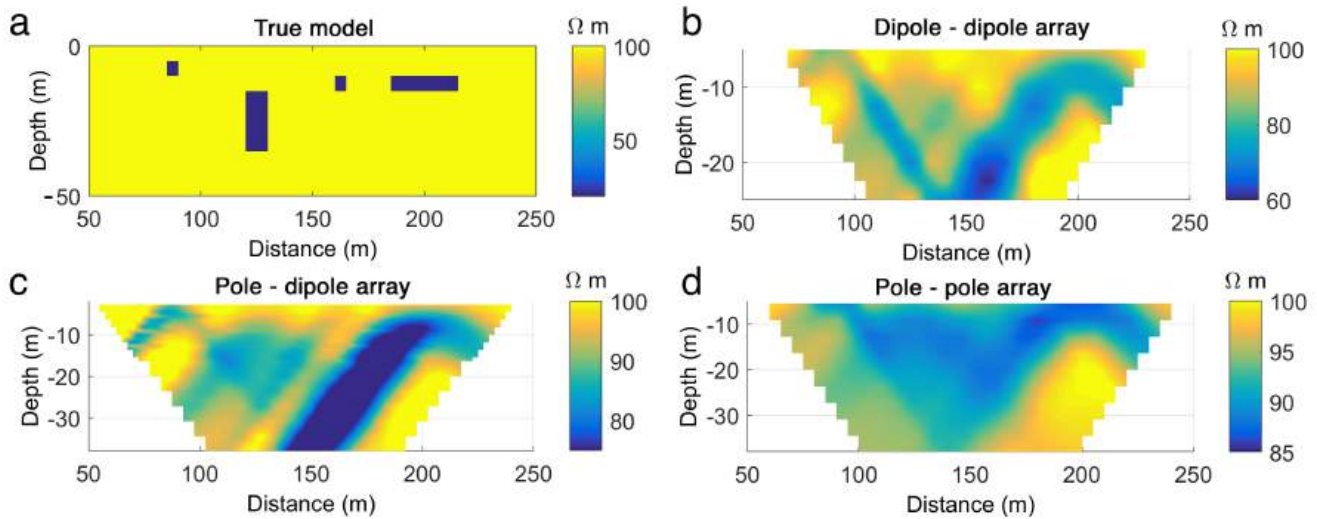 a
True model
Ω m
0
-50
Depth (m)
50 100 150 200 250
Distance (m)
100
50
b
Dipole - dipole array
Ω m
-10
-20
Depth (m)
50 100 150 200 250
Distance (m)
100
80
60
c
Pole - dipole array
Ω m
-10
-20
-30
Depth (m)
50 100 150 200 250
Distance (m)
100
90
80
d
Pole - pole array
Ω m
-10
-20
-30
Depth (m)
50 100 150 200 250
Distance (m)
100
95
90
85